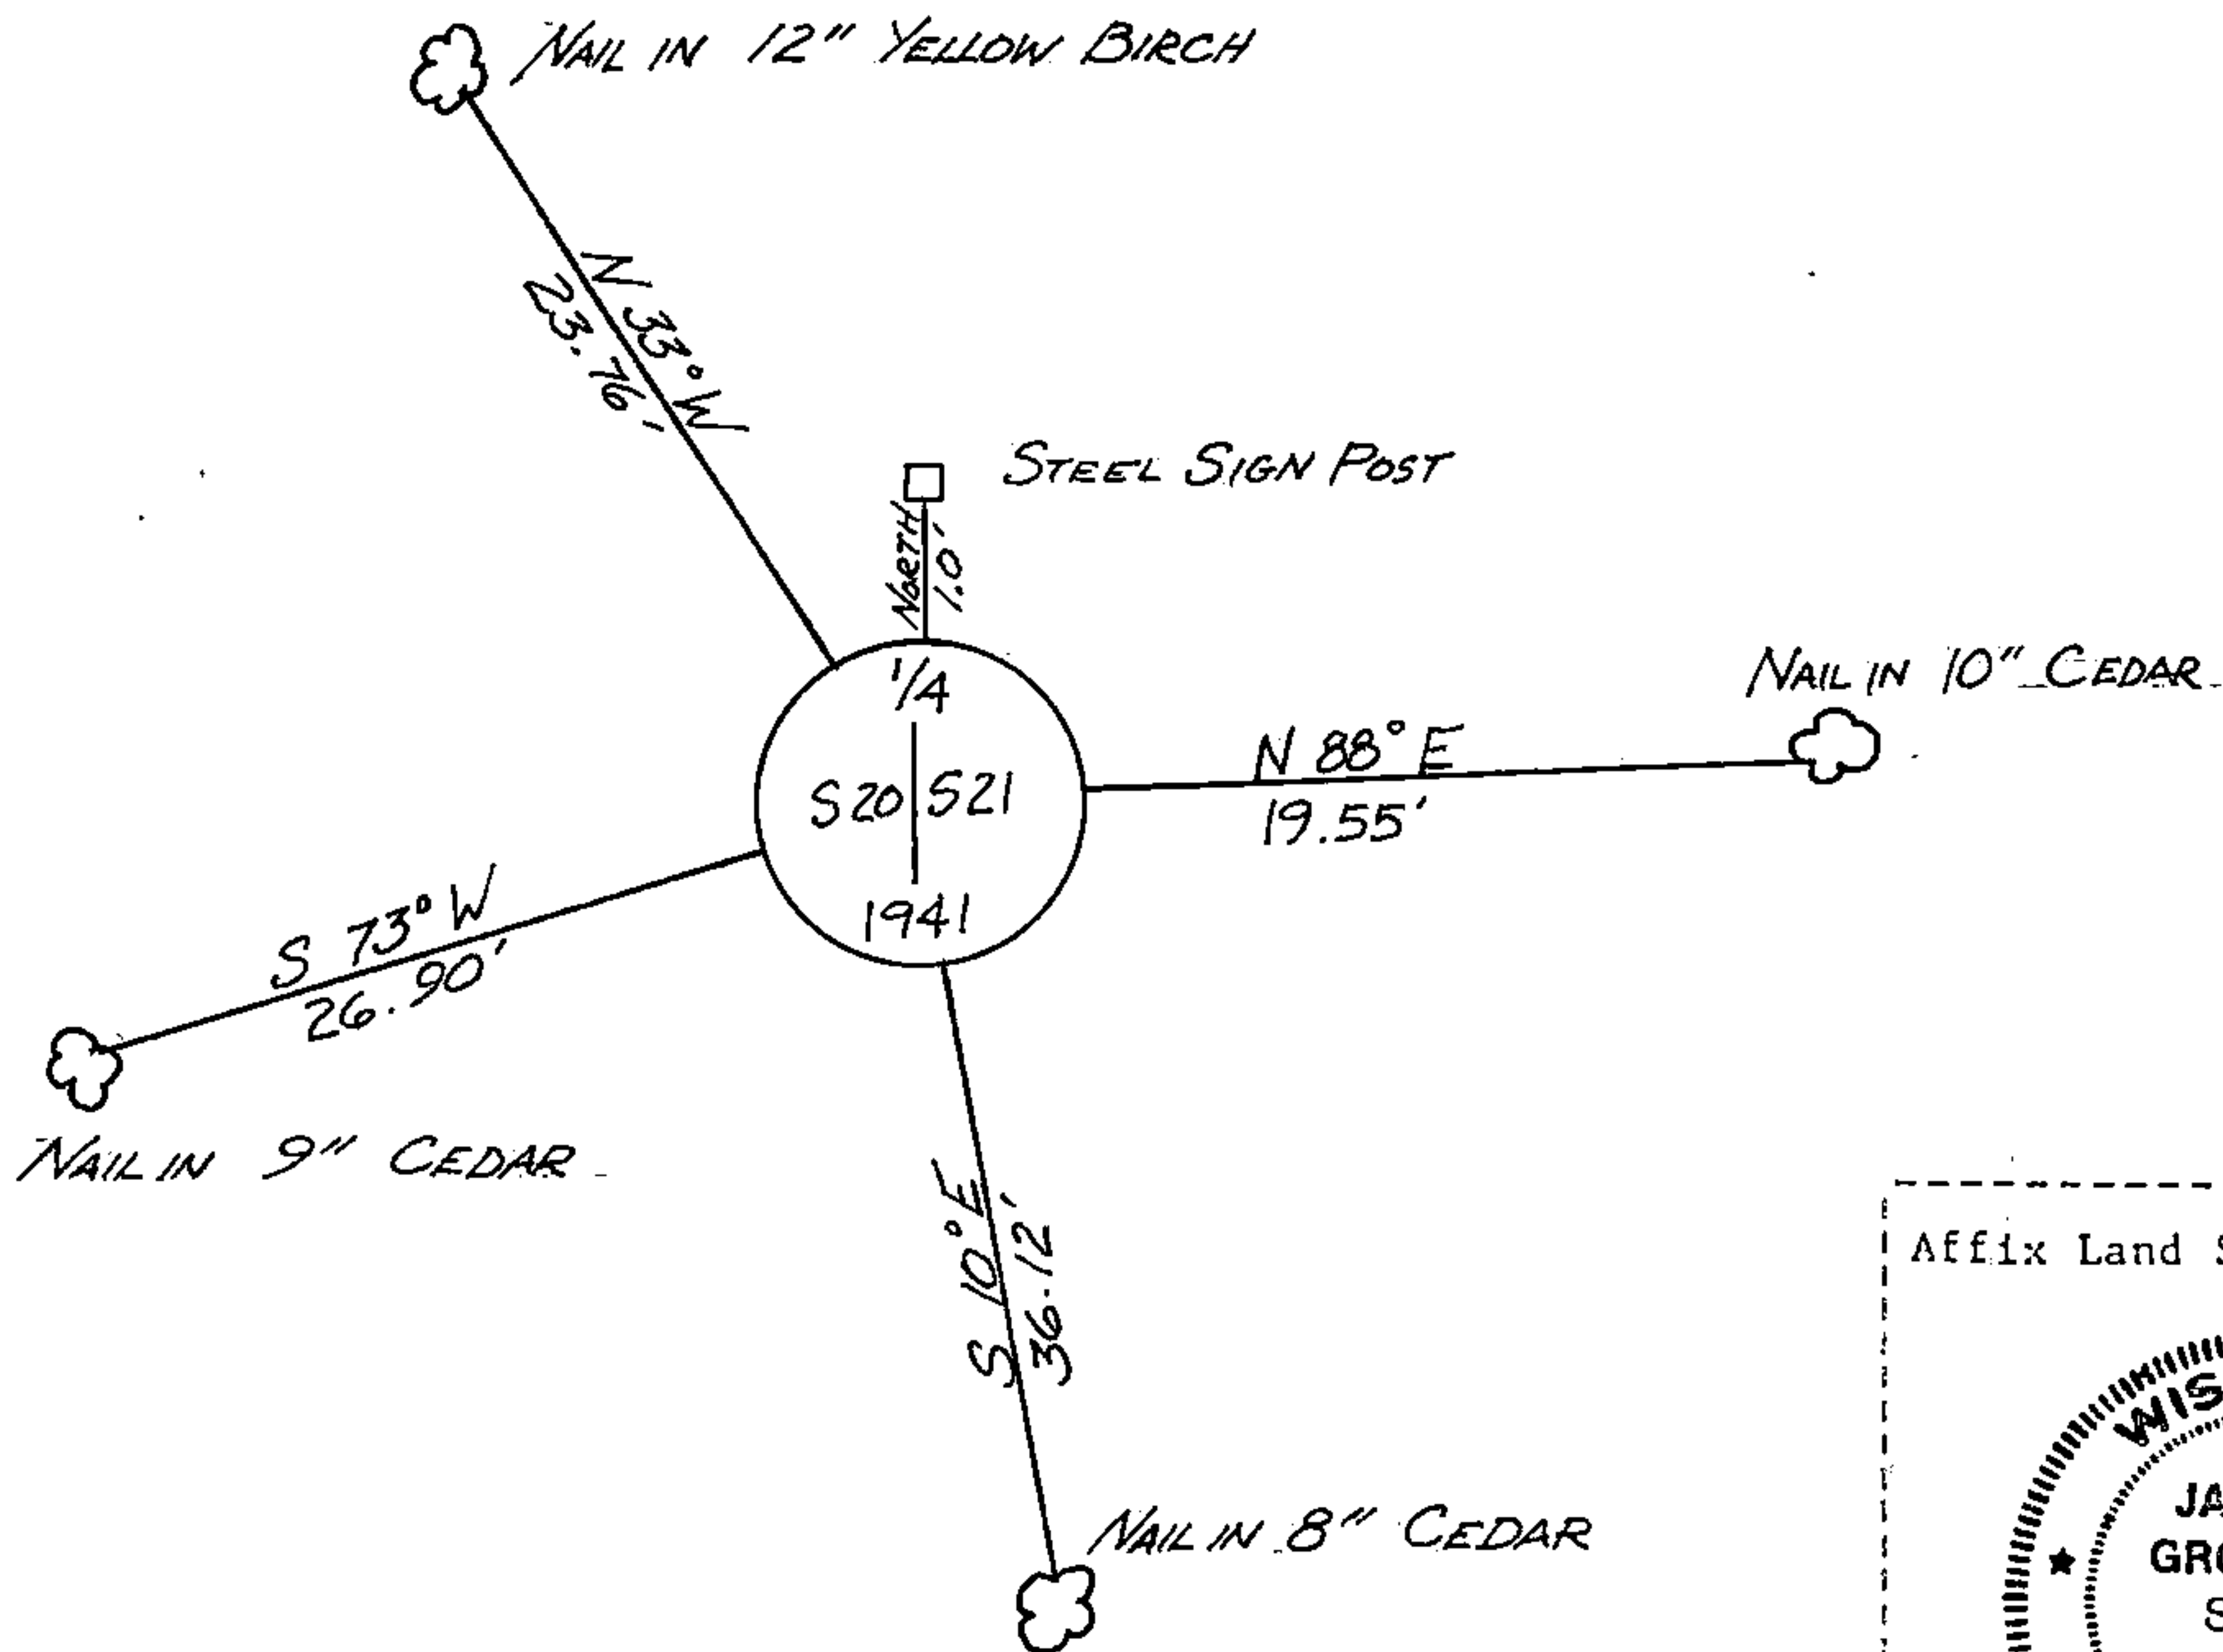 NAIL IN 12" YELLOW BIRCH
N 33° W
23.76'
STEEL SIGN POST
NORTH
1.0'
1/4
S20 S21
1941
NAIL IN 10" CEDAR
N 88° E
19.55'
S 73° W
26.90'
NAIL IN 9" CEDAR
S 10° E
36.12'
NAIL IN 8" CEDAR
Affix Land S
WIS
JA
GRO
S